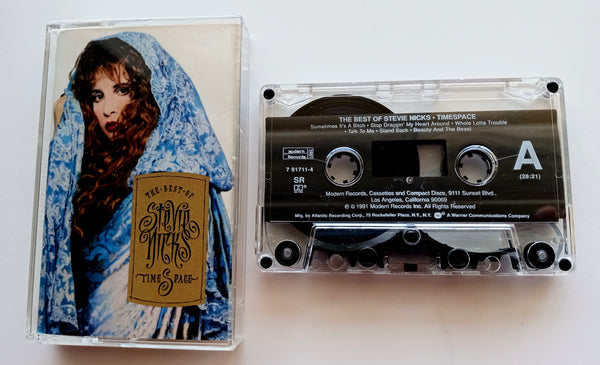 THE·BEST·OF
STEVIE
NICKS
TIMESPACE
THE BEST OF STEVIE NICKS • TIMESPACE
Sometimes It's A Bitch • Stop Draggin' My Heart Around • Whole Lotta Trouble
• Talk To Me • Stand Back • Beauty And The Beast
Modern
Records
7 91711-4
SR
A
(28:21)
Modern Records, Cassettes and Compact Discs, 9111 Sunset Blvd.,
Los Angeles, California 90069
℗ © 1991 Modern Records Inc. All Rights Reserved
Mfg. by Atlantic Recording Corp., 75 Rockefeller Plaza, N.Y., N.Y. A Warner Communications Company